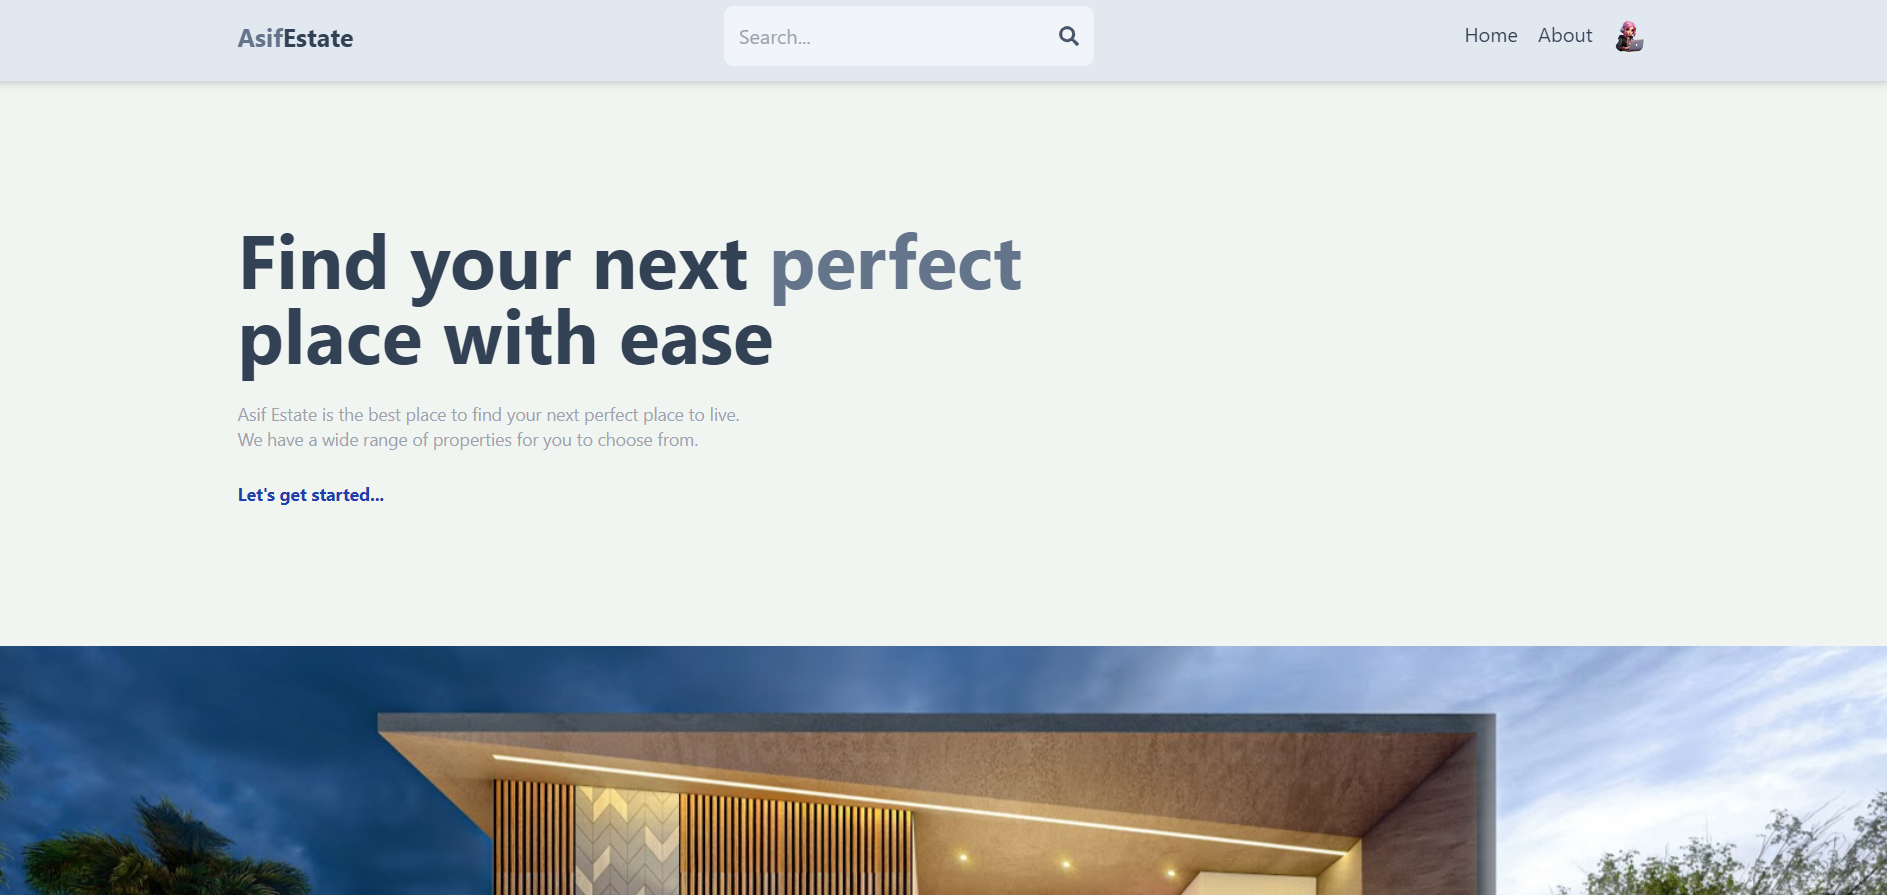 AsifEstate
Search...
Home
About
Find your next perfect
place with ease
Asif Estate is the best place to find your next perfect place to live.
We have a wide range of properties for you to choose from.
Let's get started...